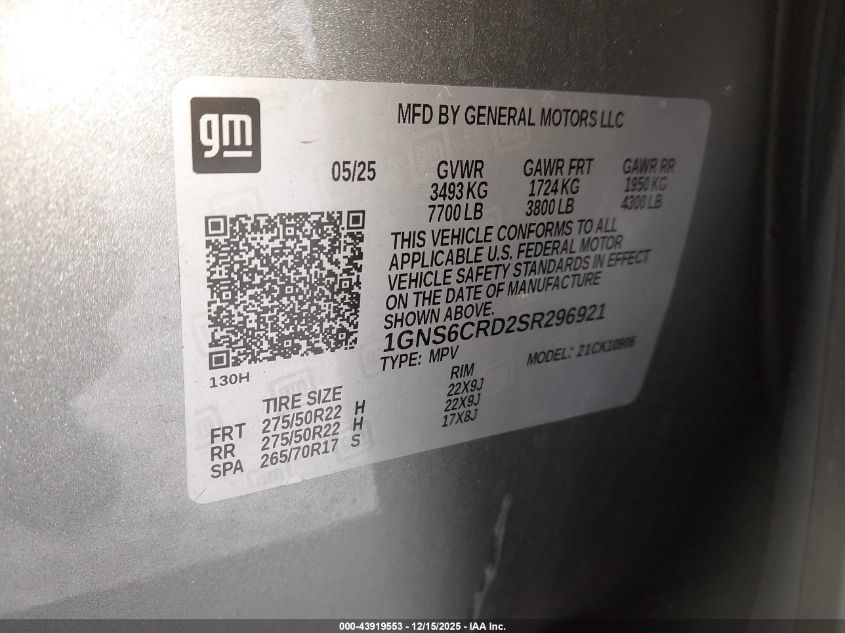 gm
MFD BY GENERAL MOTORS LLC
05/25 GVWR GAWR FRT GAWR RR
3493 KG 1724 KG 1950 KG
7700 LB 3800 LB 4300 LB
THIS VEHICLE CONFORMS TO ALL
APPLICABLE U.S. FEDERAL MOTOR
VEHICLE SAFETY STANDARDS IN EFFECT
ON THE DATE OF MANUFACTURE
SHOWN ABOVE.
1GNS6CRD2SR296921
TYPE: MPV MODEL: 21CK10906
130H
TIRE SIZE RIM
FRT 275/50R22 H 22X9J
RR 275/50R22 H 22X9J
SPA 265/70R17 S 17X8J
000-43919553 - 12/15/2025 - IAA Inc.